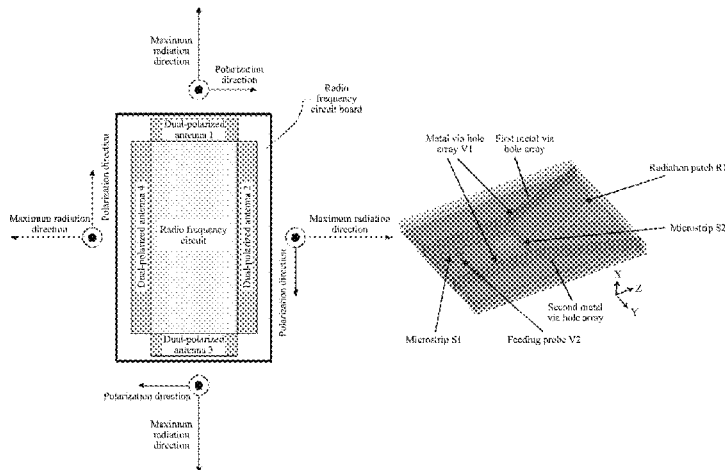 Maximum
radiation
direction
Polarization
direction
Radio
frequency
circuit board
Dual-polarized
antenna 1
Polarization direction
Dual-polarized antenna 4
Radio frequency
circuit
Dual-polarized antenna 2
Maximum radiation
direction
Maximum radiation
direction
Polarization direction
Dual-polarized
antenna 3
Polarization
direction
Maximum
radiation
direction
Metal via hole
array V1
First metal via
hole array
Radiation patch R1
Microstrip S2
X
Z
Y
Second metal
via hole array
Microstrip S1
Feeding probe V2